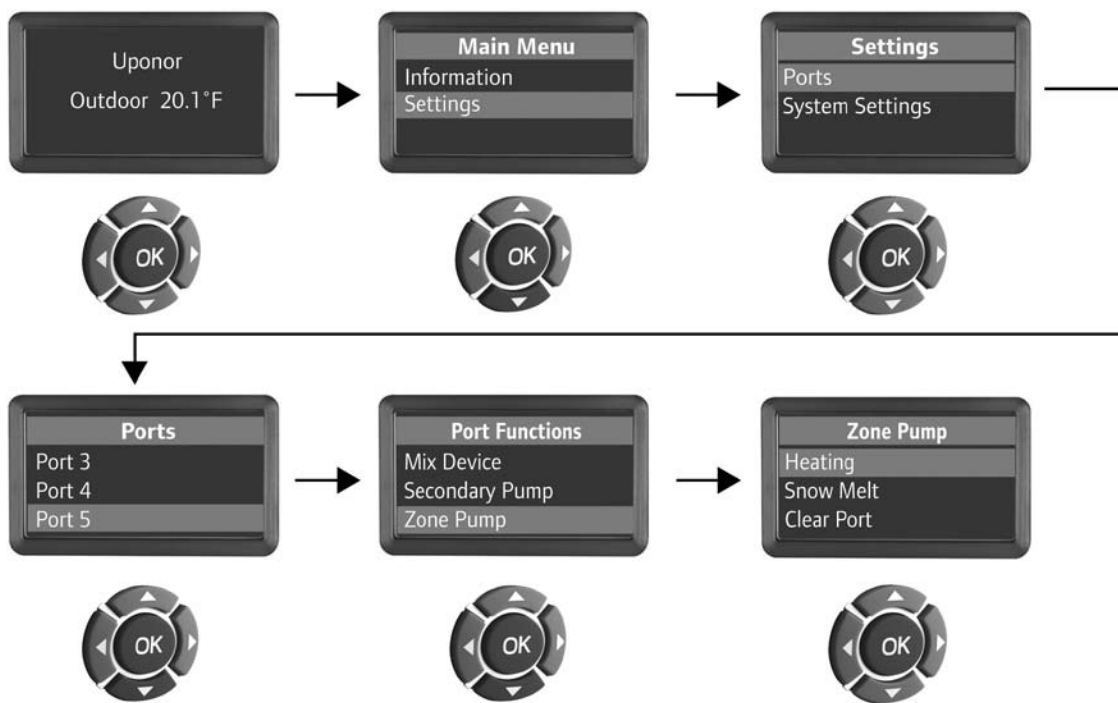 Uponor
Outdoor 20.1°F
Main Menu
Information
Settings
Settings
Ports
System Settings
OK
OK
OK
Ports
Port 3
Port 4
Port 5
Port Functions
Mix Device
Secondary Pump
Zone Pump
Zone Pump
Heating
Snow Melt
Clear Port
OK
OK
OK